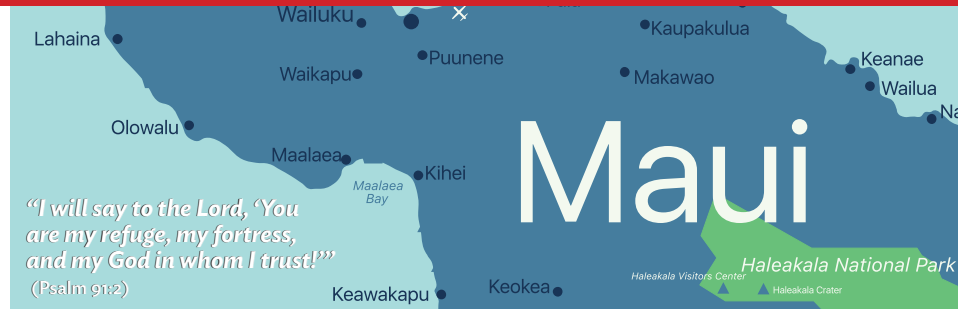 Wailuku
Kaupakulua
Lahaina
Puunene
Keanae
Waikapu
Makawao
Wailua
Olowalu
Maui
Maalaea
Kihei
Maalaea
Bay
“I will say to the Lord, ‘You
are my refuge, my fortress,
and my God in whom I trust!’”
(Psalm 91:2)
Haleakala National Park
Haleakala Visitors Center
Haleakala Crater
Keawakapu
Keokea